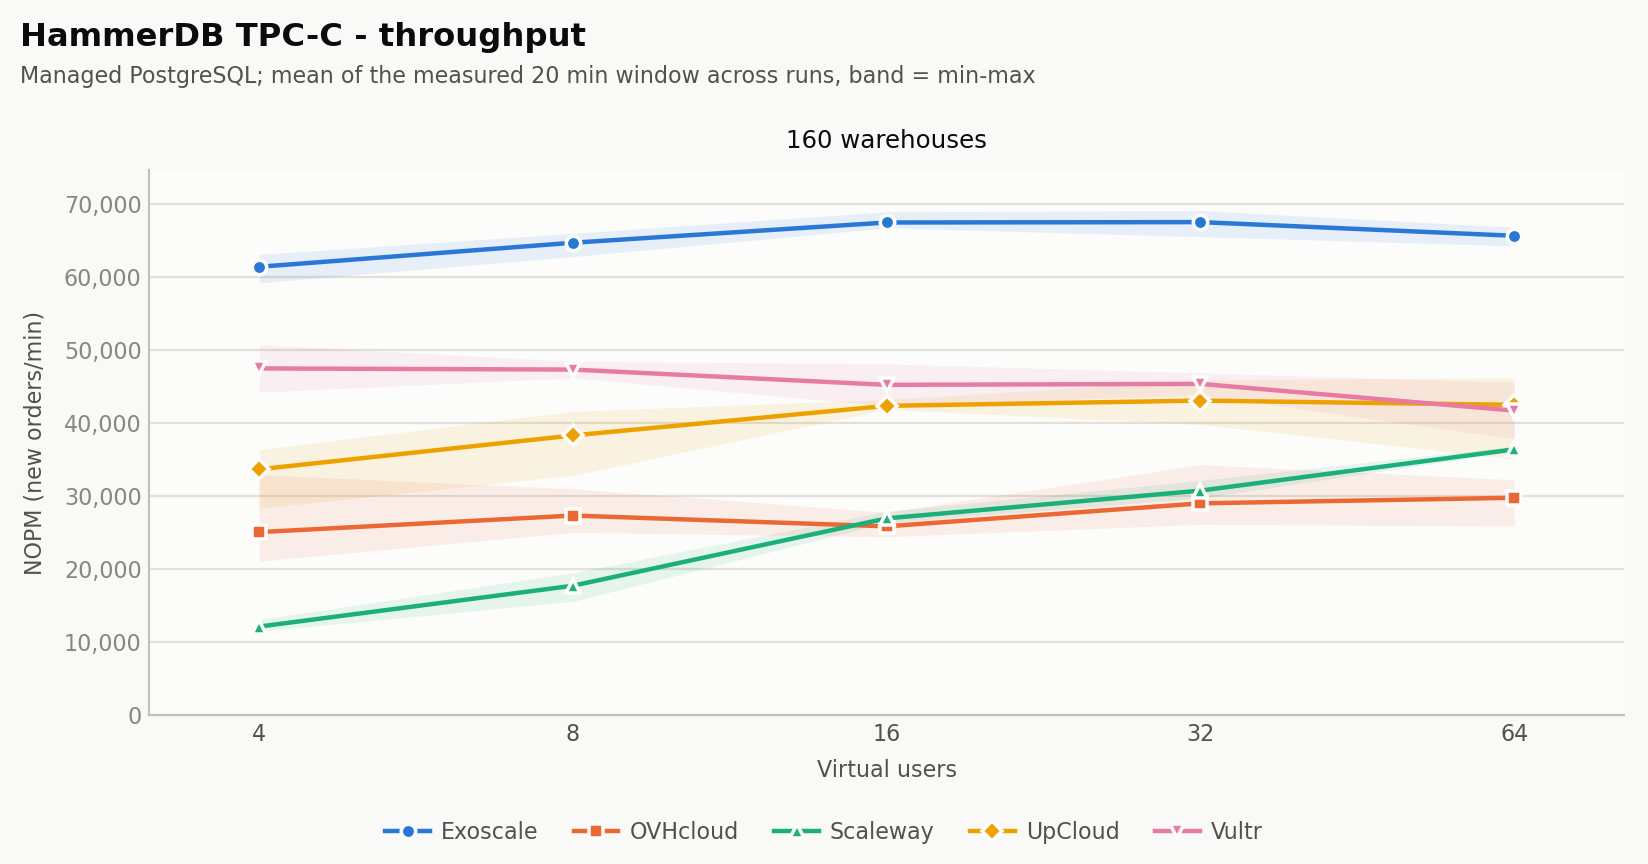 HammerDB TPC-C - throughput
Managed PostgreSQL; mean of the measured 20 min window across runs, band = min-max
160 warehouses
NOPM (new orders/min)
70,000
60,000
50,000
40,000
30,000
20,000
10,000
0
4 8 16 32 64
Virtual users
Exoscale OVHcloud Scaleway UpCloud Vultr